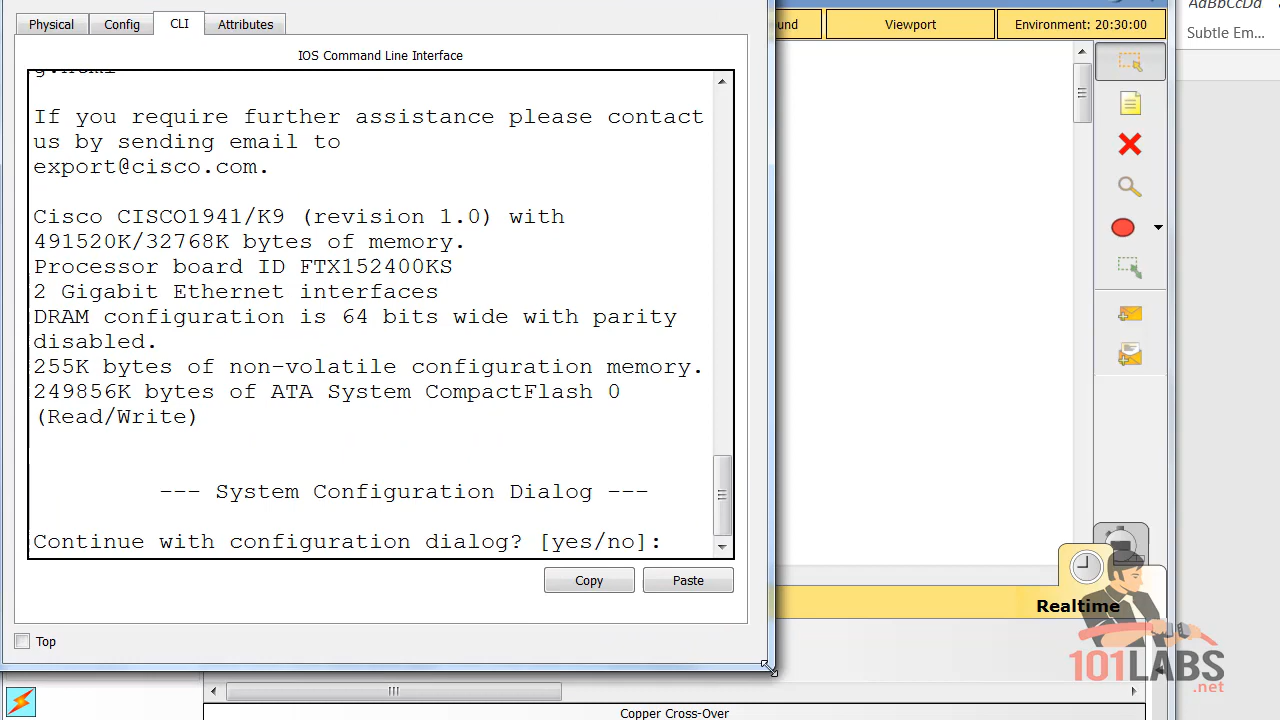 AaBbCcDd
Physical
Config
CLI
Attributes
und
Viewport
Environment: 20:30:00
Subtle Em...
IOS Command Line Interface
If you require further assistance please contact
us by sending email to
export@cisco.com.
Cisco CISCO1941/K9 (revision 1.0) with
491520K/32768K bytes of memory.
Processor board ID FTX152400KS
2 Gigabit Ethernet interfaces
DRAM configuration is 64 bits wide with parity
disabled.
255K bytes of non-volatile configuration memory.
249856K bytes of ATA System CompactFlash 0
(Read/Write)
--- System Configuration Dialog ---
Continue with configuration dialog? [yes/no]:
Copy
Paste
Realtime
Top
101LABS
.net
Copper Cross-Over